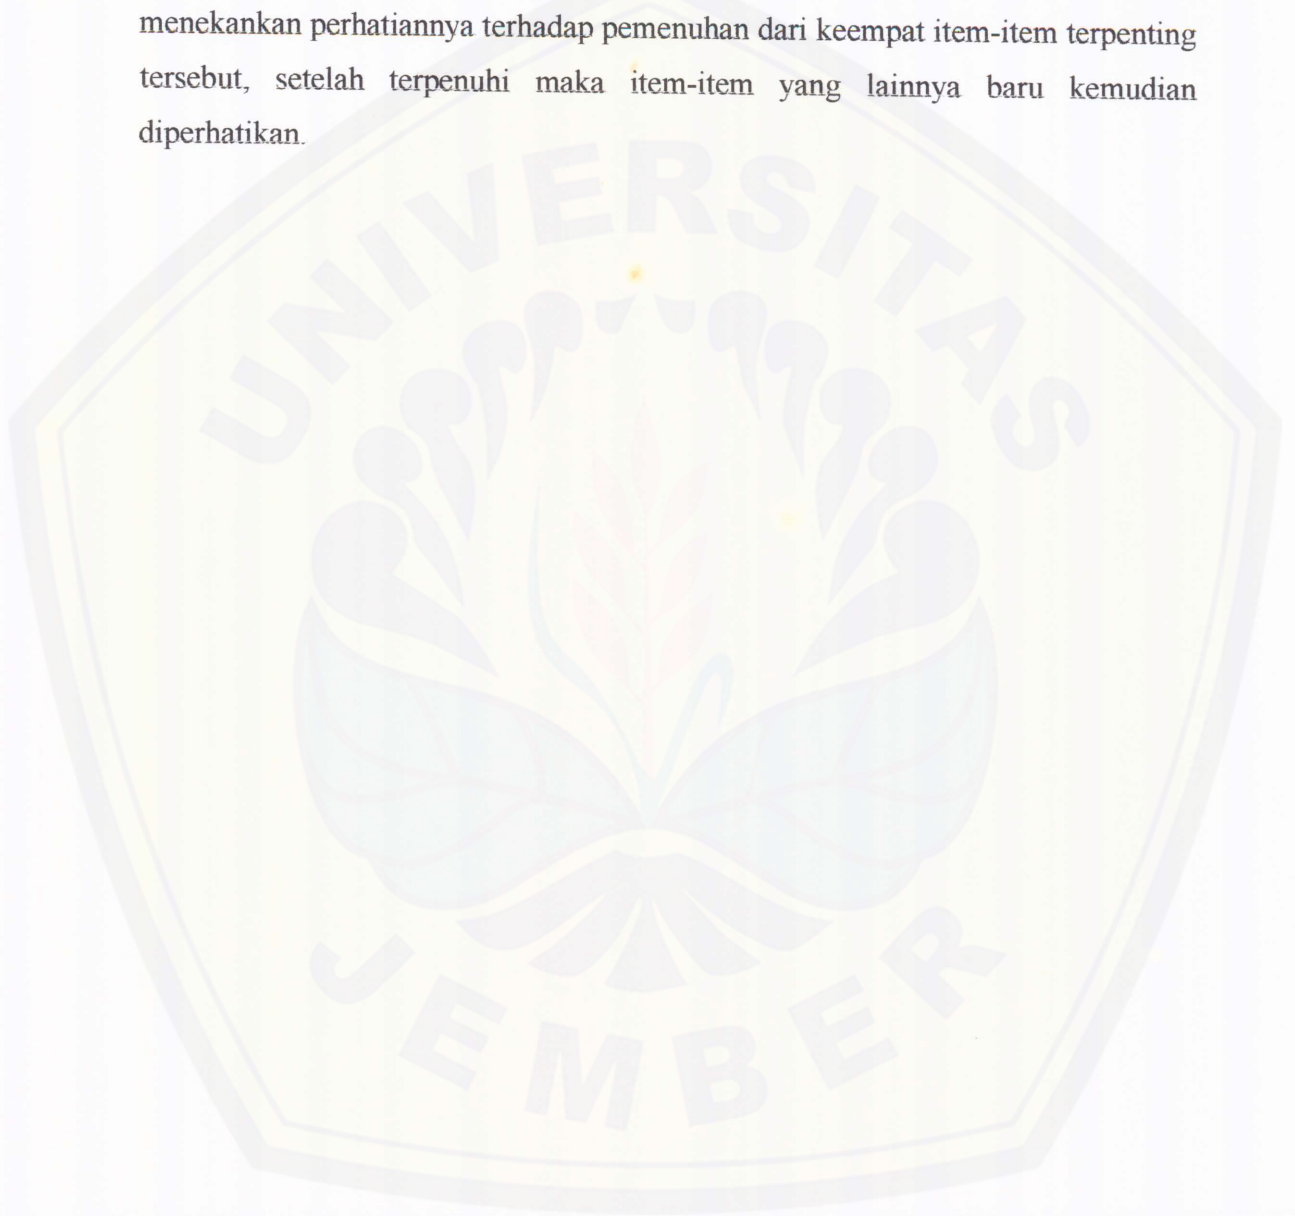 menekankan perhatiannya terhadap pemenuhan dari keempat item-item terpenting
tersebut, setelah terpenuhi maka item-item yang lainnya baru kemudian
diperhatikan.
UNIVERSITAS
JEMBER